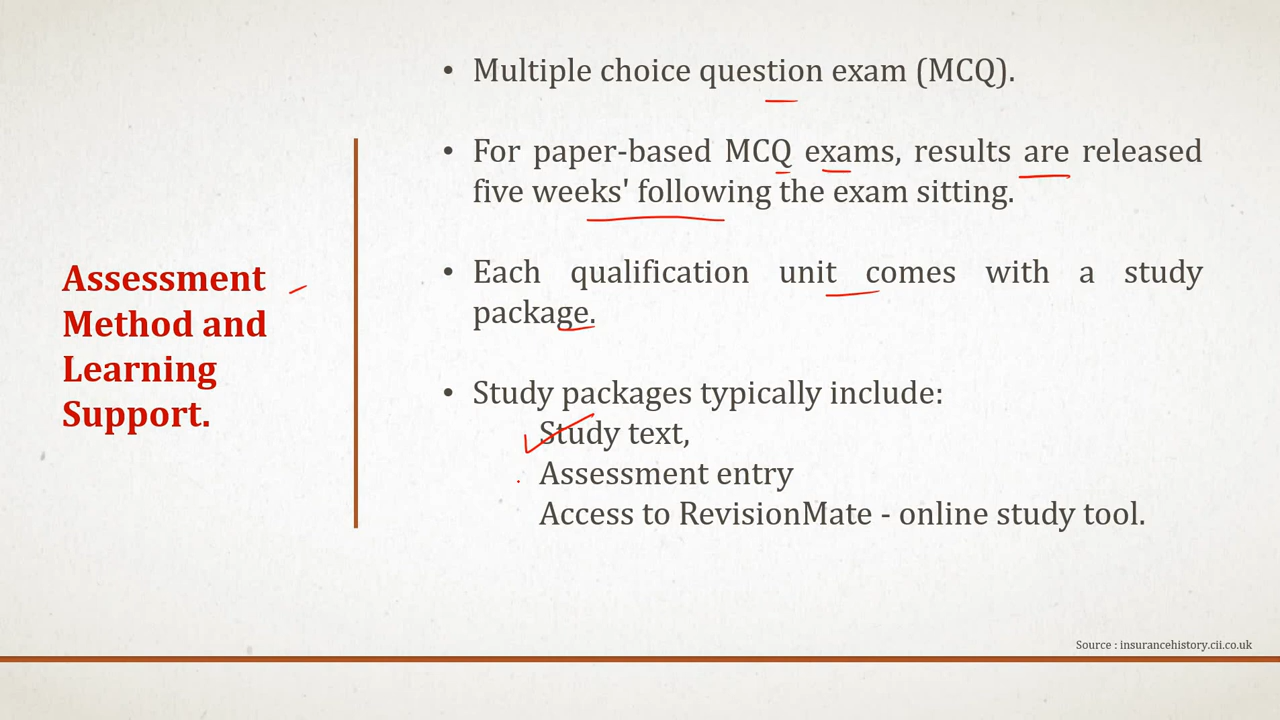 Assessment
Method and
Learning
Support.
• Multiple choice question exam (MCQ).
• For paper-based MCQ exams, results are released
five weeks' following the exam sitting.
• Each qualification unit comes with a study
package.
• Study packages typically include:
Study text,
Assessment entry
Access to RevisionMate - online study tool.
Source : insurancehistory.cii.co.uk